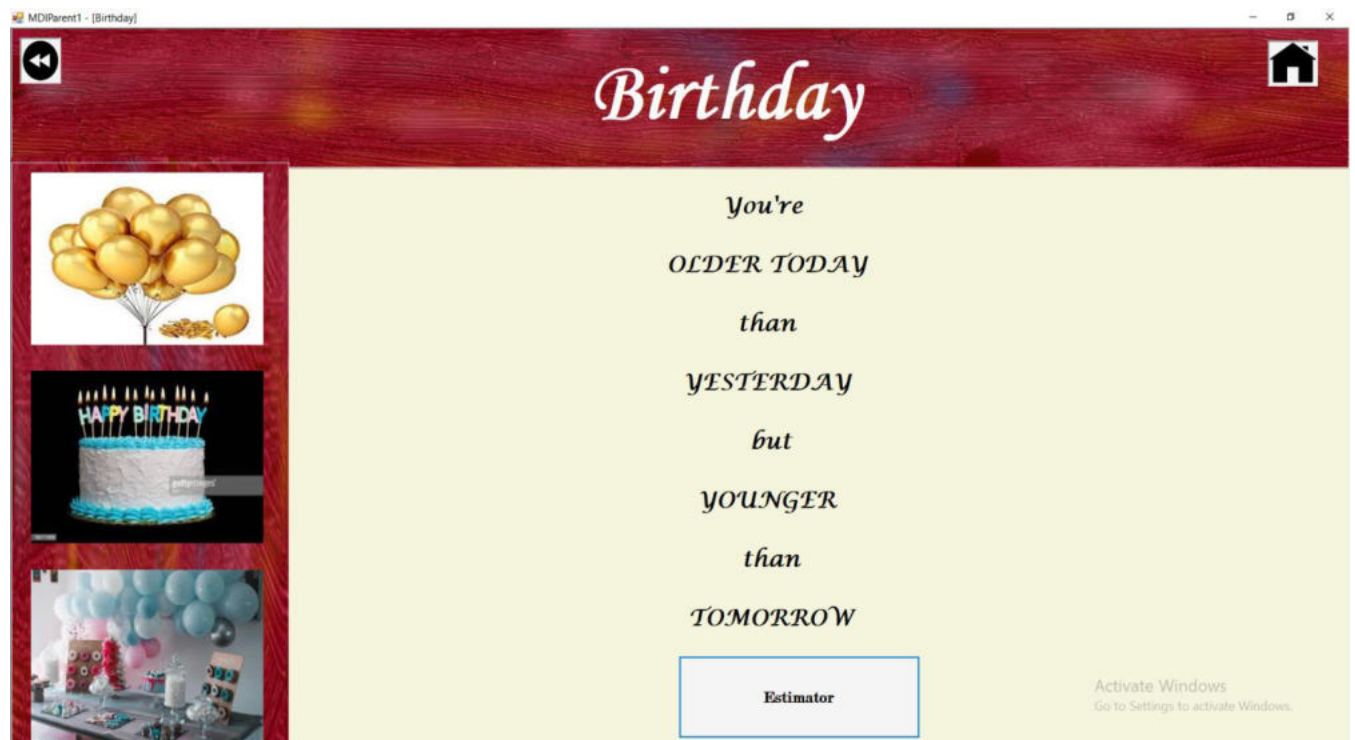 MDIParent1 - [Birthday]
Birthday
You're
OLDER TODAY
than
YESTERDAY
but
YOUNGER
than
TOMORROW
HAPPY BIRTHDAY
gettyimages
Estimator
Activate Windows
Go to Settings to activate Windows.